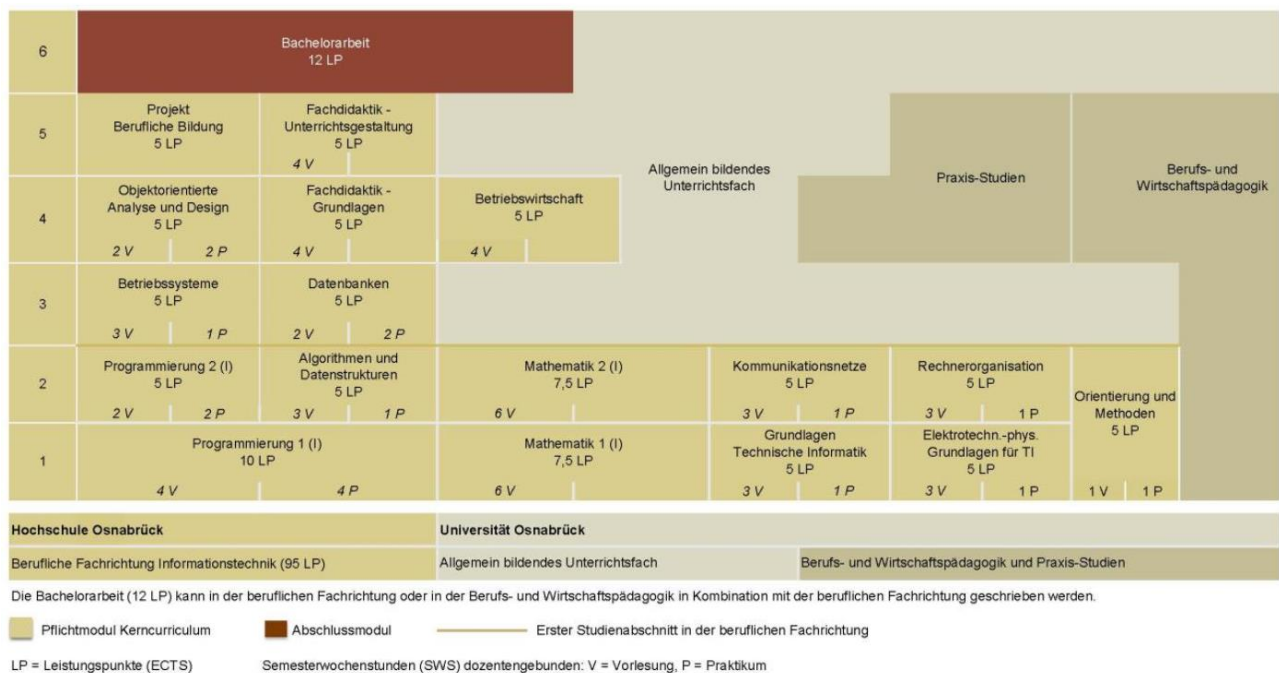 6
Bachelorarbeit
12 LP
5
Projekt
Berufliche Bildung
5 LP
Fachdidaktik -
Unterrichtsgestaltung
5 LP
4 V
Allgemein bildendes
Unterrichtsfach
Praxis-Studien
Berufs- und
Wirtschaftspädagogik
4
Objektorientierte
Analyse und Design
5 LP
2 V
2 P
Fachdidaktik -
Grundlagen
5 LP
4 V
Betriebswirtschaft
5 LP
4 V
3
Betriebssysteme
5 LP
3 V
1 P
Datenbanken
5 LP
2 V
2 P
2
Programmierung 2 (I)
5 LP
2 V
2 P
Algorithmen und
Datenstrukturen
5 LP
3 V
1 P
Mathematik 2 (I)
7,5 LP
6 V
Kommunikationsnetze
5 LP
3 V
1 P
Rechnerorganisation
5 LP
3 V
1 P
Orientierung und
Methoden
5 LP
1 V
1 P
1
Programmierung 1 (I)
10 LP
4 V
4 P
Mathematik 1 (I)
7,5 LP
6 V
Grundlagen
Technische Informatik
5 LP
3 V
1 P
Elektrotechn.-phys.
Grundlagen für TI
5 LP
3 V
1 P
Hochschule Osnabrück
Universität Osnabrück
Berufliche Fachrichtung Informationstechnik (95 LP)
Allgemein bildendes Unterrichtsfach
Berufs- und Wirtschaftspädagogik und Praxis-Studien
Die Bachelorarbeit (12 LP) kann in der beruflichen Fachrichtung oder in der Berufs- und Wirtschaftspädagogik in Kombination mit der beruflichen Fachrichtung geschrieben werden.
Pflichtmodul Kerncurriculum
Abschlussmodul
Erster Studienabschnitt in der beruflichen Fachrichtung
LP = Leistungspunkte (ECTS)
Semesterwochenstunden (SWS) dozentengebunden: V = Vorlesung, P = Praktikum